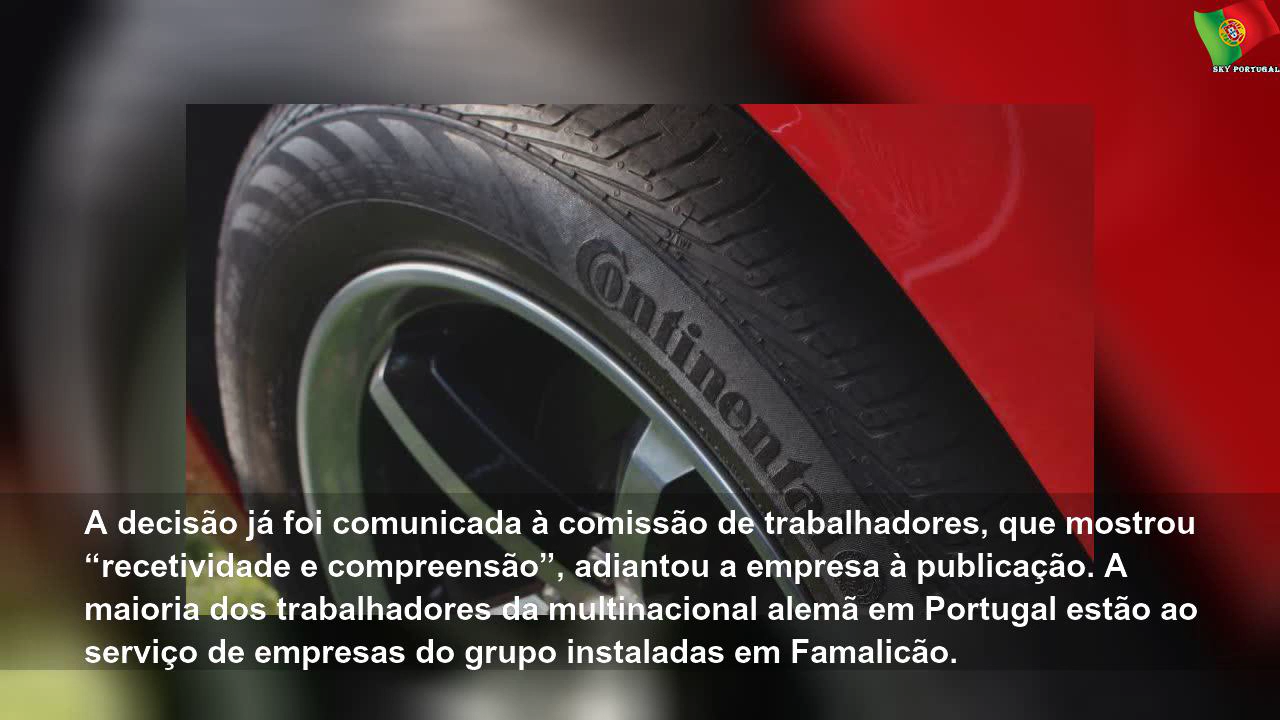 SKY PORTUGAL
Continenta
A decisão já foi comunicada à comissão de trabalhadores, que mostrou
“recetividade e compreensão”, adiantou a empresa à publicação. A
maioria dos trabalhadores da multinacional alemã em Portugal estão ao
serviço de empresas do grupo instaladas em Famalicão.